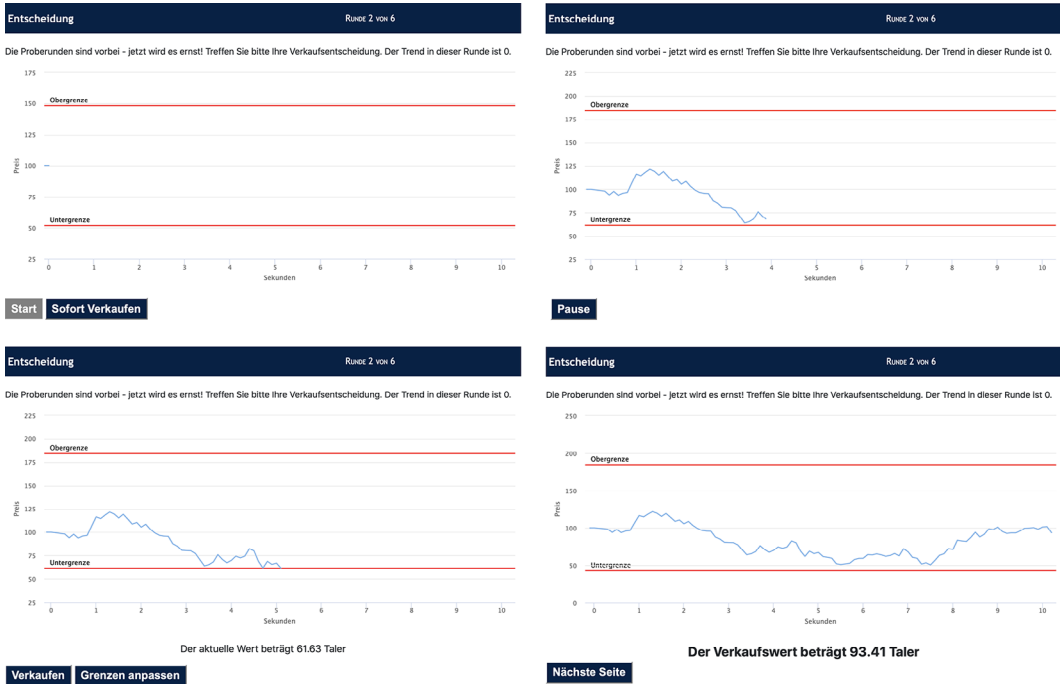 Entscheidung
Runde 2 von 6
Die Proberunden sind vorbei - jetzt wird es ernst! Treffen Sie bitte Ihre Verkaufsentscheidung. Der Trend in dieser Runde ist 0.
175
150
125
100
75
50
25
Preis
Obergrenze
Untergrenze
0 1 2 3 4 5 6 7 8 9 10
Sekunden
Start
Sofort Verkaufen
Entscheidung
Runde 2 von 6
Die Proberunden sind vorbei - jetzt wird es ernst! Treffen Sie bitte Ihre Verkaufsentscheidung. Der Trend in dieser Runde ist 0.
225
200
175
150
125
100
75
50
25
Preis
Obergrenze
Untergrenze
0 1 2 3 4 5 6 7 8 9 10
Sekunden
Pause
Entscheidung
Runde 2 von 6
Die Proberunden sind vorbei - jetzt wird es ernst! Treffen Sie bitte Ihre Verkaufsentscheidung. Der Trend in dieser Runde ist 0.
225
200
175
150
125
100
75
50
25
Preis
Obergrenze
Untergrenze
0 1 2 3 4 5 6 7 8 9 10
Sekunden
Der aktuelle Wert beträgt 61.63 Taler
Verkaufen
Grenzen anpassen
Entscheidung
Runde 2 von 6
Die Proberunden sind vorbei - jetzt wird es ernst! Treffen Sie bitte Ihre Verkaufsentscheidung. Der Trend in dieser Runde ist 0.
250
200
150
100
50
0
Preis
Obergrenze
Untergrenze
0 1 2 3 4 5 6 7 8 9 10
Sekunden
Der Verkaufswert beträgt 93.41 Taler
Nächste Seite